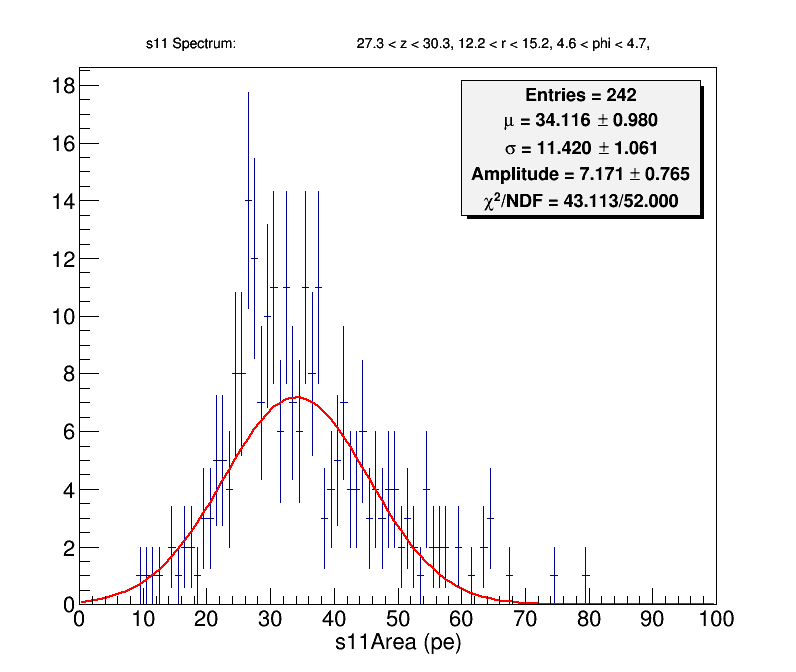 s11 Spectrum: 27.3 < z < 30.3, 12.2 < r < 15.2, 4.6 < phi < 4.7,
Entries = 242
μ = 34.116 ± 0.980
σ = 11.420 ± 1.061
Amplitude = 7.171 ± 0.765
χ²/NDF = 43.113/52.000
18
16
14
12
10
8
6
4
2
0
0 10 20 30 40 50 60 70 80 90 100
s11Area (pe)